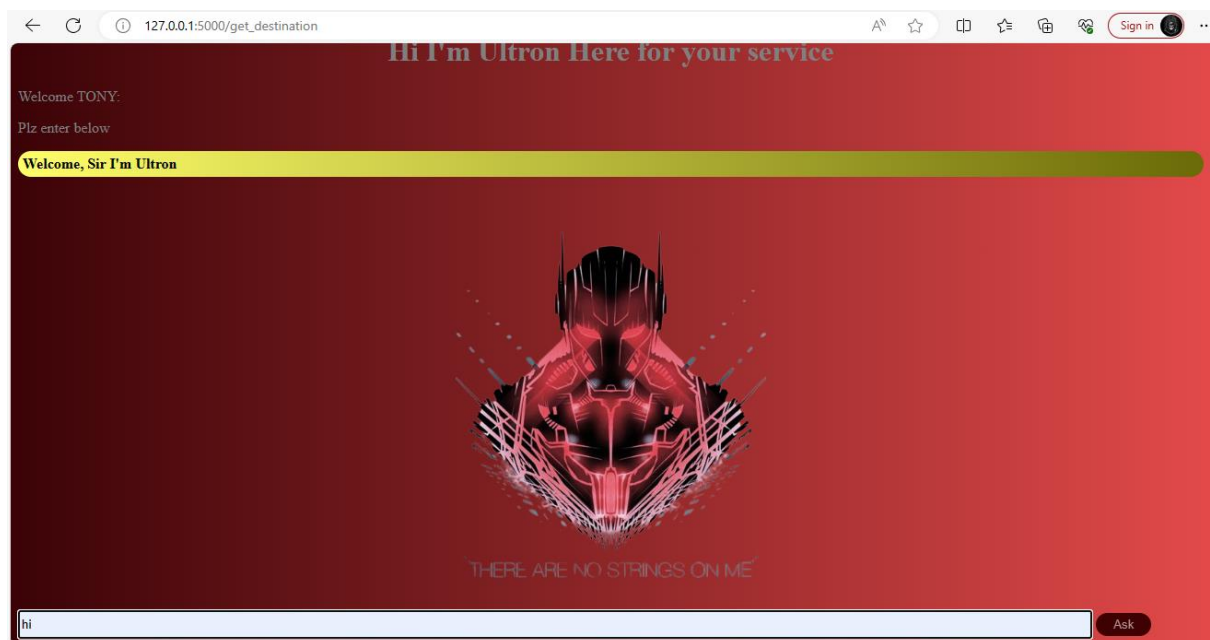 127.0.0.1:5000/get_destination
Sign in
Hi I'm Ultron Here for your service
Welcome TONY:
Plz enter below
Welcome, Sir I'm Ultron
THERE ARE NO STRINGS ON ME
hi
Ask